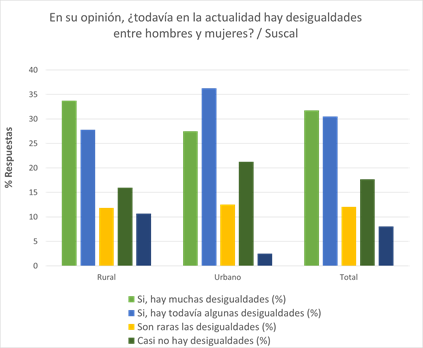 En su opinión, ¿todavía en la actualidad hay desigualdades
entre hombres y mujeres? / Suscal
% Respuestas
40
35
30
25
20
15
10
5
0
Rural Urbano Total
Si, hay muchas desigualdades (%)
Si, hay todavía algunas desigualdades (%)
Son raras las desigualdades (%)
Casi no hay desigualdades (%)